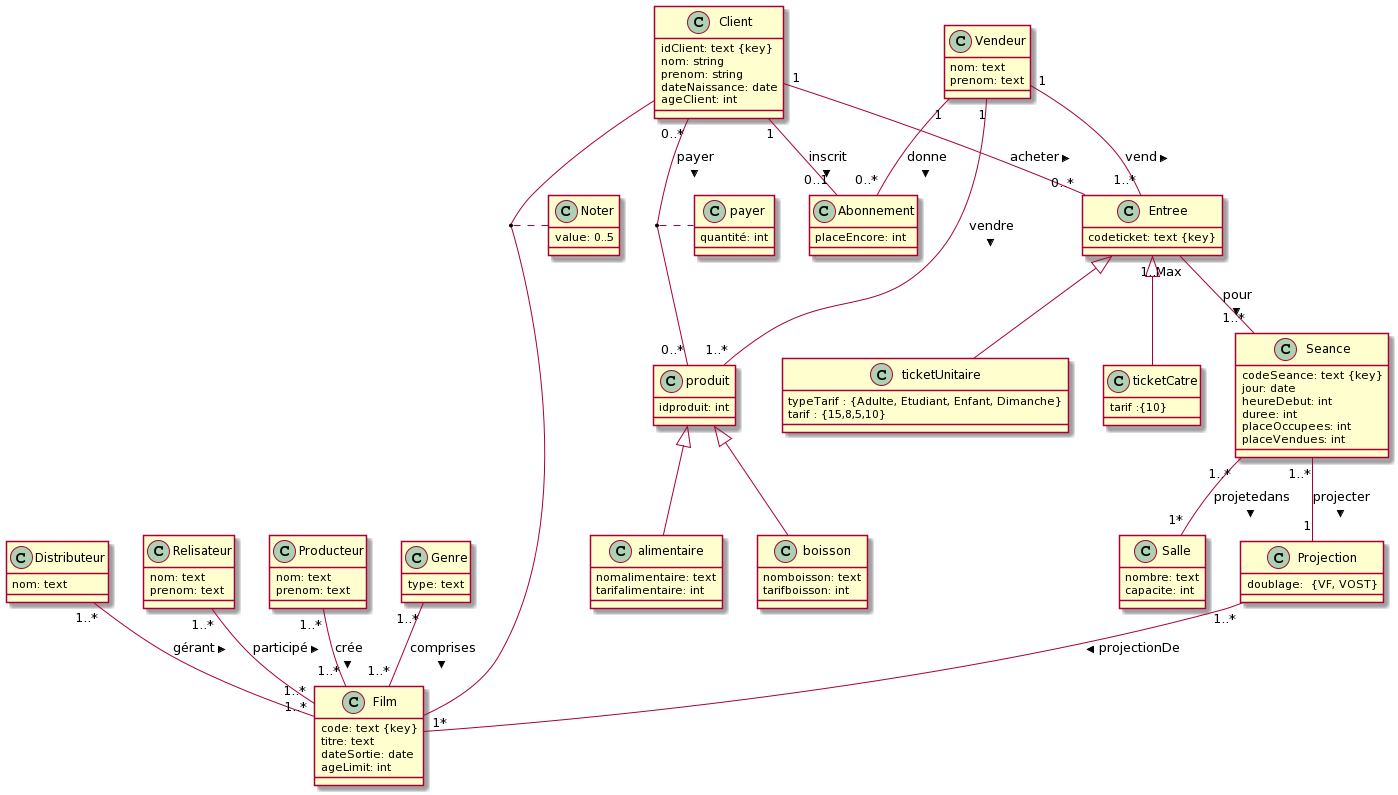 C Client
idClient: text {key}
nom: string
prenom: string
dateNaissance: date
ageClient: int
C Vendeur
nom: text
prenom: text
1
1
0..*
1
1
1
payer
inscrit
donne
acheter
vend
0..1
0..*
0..*
1..*
C Noter
value: 0..5
C payer
quantité: int
C Abonnement
placeEncore: int
C Entree
codeticket: text {key}
vendre
1..Max
pour
1..*
0..*
1..*
C produit
idproduit: int
C ticketUnitaire
typeTarif : {Adulte, Etudiant, Enfant, Dimanche}
tarif : {15,8,5,10}
C ticketCatre
tarif :{10}
C Seance
codeSeance: text {key}
jour: date
heureDebut: int
duree: int
placeOccupees: int
placeVendues: int
1..*
1..*
projetedans
projecter
1*
1
C Distributeur
nom: text
C Relisateur
nom: text
prenom: text
C Producteur
nom: text
prenom: text
C Genre
type: text
C alimentaire
nomalimentaire: text
tarifalimentaire: int
C boisson
nomboisson: text
tarifboisson: int
C Salle
nombre: text
capacite: int
C Projection
doublage: {VF, VOST}
1..*
1..*
1..*
1..*
1..*
gérant
participé
crée
comprises
projectionDe
1..*
1..*
1..*
1..*
1*
C Film
code: text {key}
titre: text
dateSortie: date
ageLimit: int